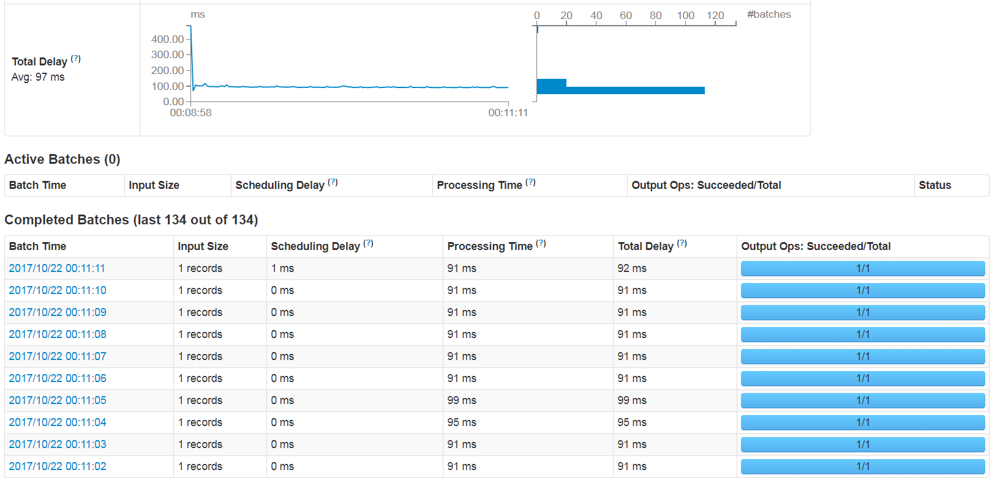 ms
0 20 40 60 80 100 120 #batches
400.00
300.00
Total Delay (?)
200.00
Avg: 97 ms
100.00
0.00
00:08:58 00:11:11
Active Batches (0)
Batch Time Input Size Scheduling Delay (?) Processing Time (?) Output Ops: Succeeded/Total Status
Completed Batches (last 134 out of 134)
Batch Time Input Size Scheduling Delay (?) Processing Time (?) Total Delay (?) Output Ops: Succeeded/Total
2017/10/22 00:11:11 1 records 1 ms 91 ms 92 ms 1/1
2017/10/22 00:11:10 1 records 0 ms 91 ms 91 ms 1/1
2017/10/22 00:11:09 1 records 0 ms 91 ms 91 ms 1/1
2017/10/22 00:11:08 1 records 0 ms 91 ms 91 ms 1/1
2017/10/22 00:11:07 1 records 0 ms 91 ms 91 ms 1/1
2017/10/22 00:11:06 1 records 0 ms 91 ms 91 ms 1/1
2017/10/22 00:11:05 1 records 0 ms 99 ms 99 ms 1/1
2017/10/22 00:11:04 1 records 0 ms 95 ms 95 ms 1/1
2017/10/22 00:11:03 1 records 0 ms 91 ms 91 ms 1/1
2017/10/22 00:11:02 1 records 0 ms 91 ms 91 ms 1/1